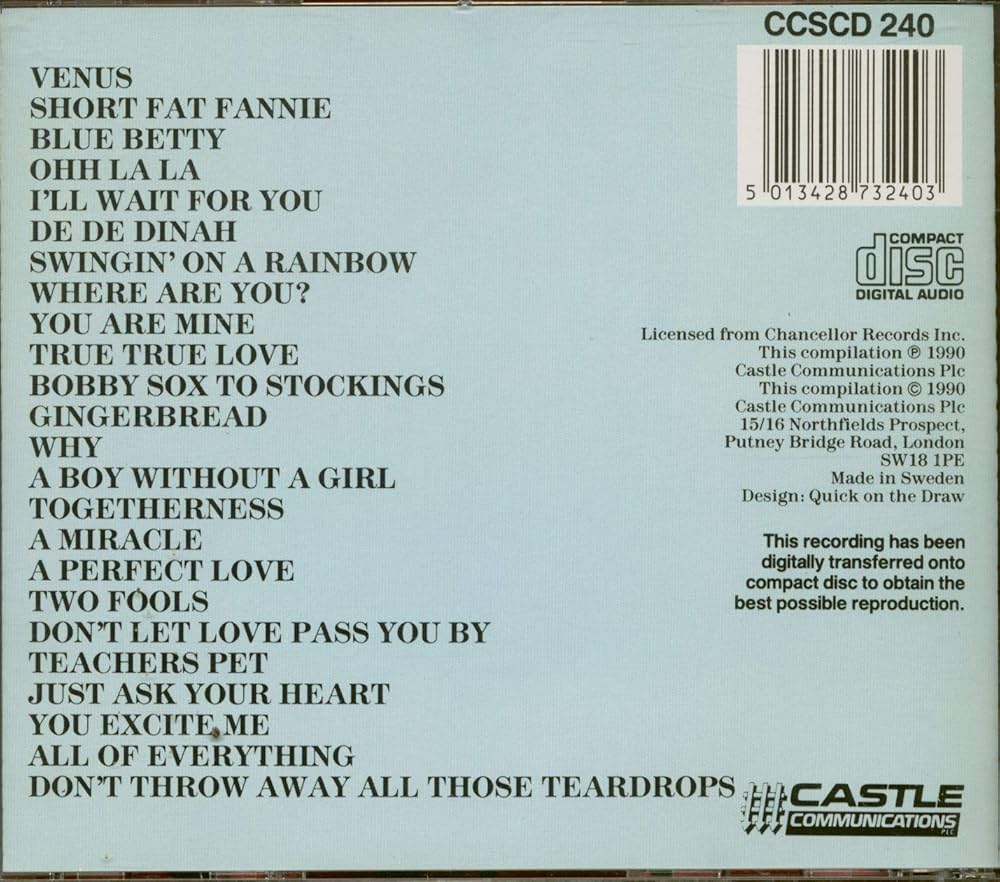 VENUS
SHORT FAT FANNIE
BLUE BETTY
OHH LA LA
I'LL WAIT FOR YOU
DE DE DINAH
SWINGIN' ON A RAINBOW
WHERE ARE YOU?
YOU ARE MINE
TRUE TRUE LOVE
BOBBY SOX TO STOCKINGS
GINGERBREAD
WHY
A BOY WITHOUT A GIRL
TOGETHERNESS
A MIRACLE
A PERFECT LOVE
TWO FOOLS
DON'T LET LOVE PASS YOU BY
TEACHERS PET
JUST ASK YOUR HEART
YOU EXCITE ME
ALL OF EVERYTHING
DON'T THROW AWAY ALL THOSE TEARDROPS
CCSCD 240
5 013428 732403
COMPACT
disc
DIGITAL AUDIO
Licensed from Chancellor Records Inc.
This compilation ℗ 1990
Castle Communications Plc
This compilation © 1990
Castle Communications Plc
15/16 Northfields Prospect,
Putney Bridge Road, London
SW18 1PE
Made in Sweden
Design: Quick on the Draw
This recording has been
digitally transferred onto
compact disc to obtain the
best possible reproduction.
CASTLE
COMMUNICATIONS
PLC